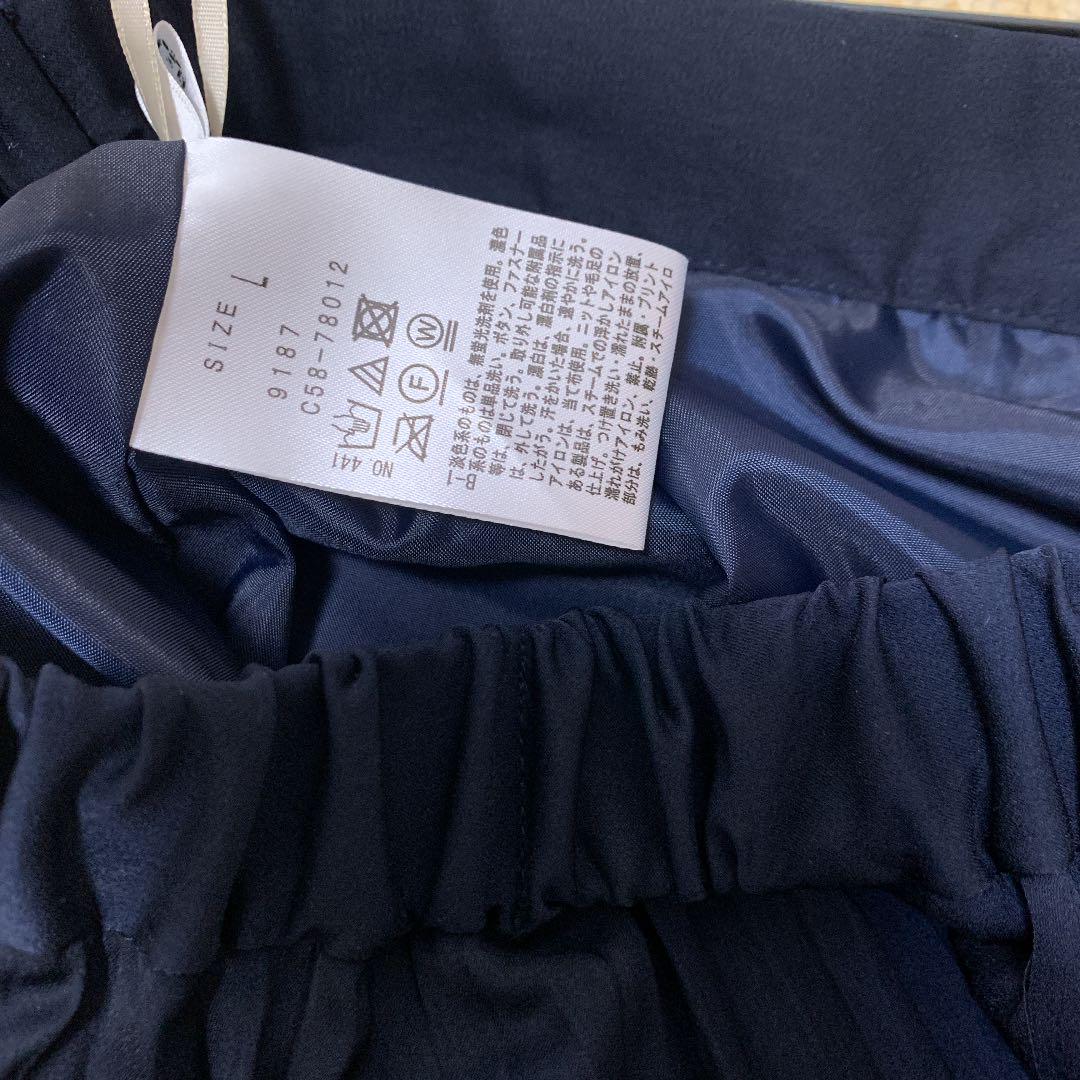 SIZE L
9187
C58-78012
W
F
NO 441
淡色系のものは、無蛍光洗剤を使用。濃色
系のものは単品洗い。ボタン、ファスナー
等は、閉じて洗う。取り外し可能な附属品
は、外して洗う。漂白は、漂白剤の指示に
したがう。汗をかいた場合、速やかに洗う。
アイロンは、当て布使用。ニットや毛足の
ある製品は、スチームでの浮かしアイロン
仕上げ。つけ置き洗い・濡れたままの放置、
濡れがけアイロン、禁止。耐腐・プリント
部分は、もみ洗い、乾熱・スチームアイロ